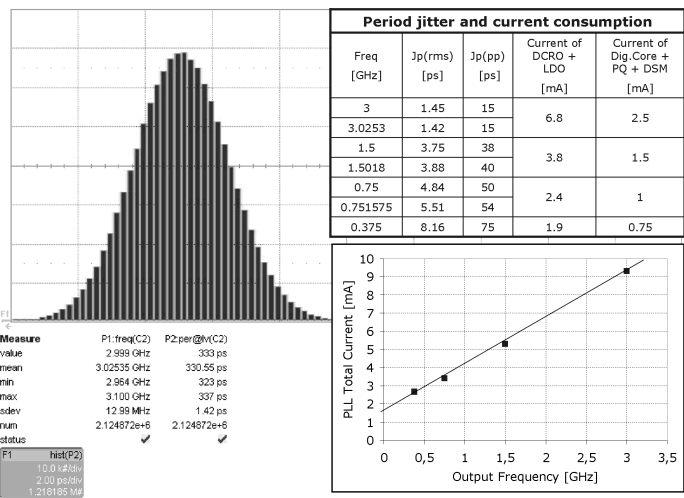 Period jitter and current consumption
Freq [GHz] Jp(rms) [ps] Jp(pp) [ps] Current of DCRO + LDO [mA] Current of Dig.Core + PQ + DSM [mA]
3 1.45 15 6.8 2.5
3.0253 1.42 15
1.5 3.75 38 3.8 1.5
1.5018 3.88 40
0.75 4.84 50 2.4 1
0.751575 5.51 54
0.375 8.16 75 1.9 0.75
F1
Measure P1:freq(C2) P2:per@lv(C2)
value 2.999 GHz 333 ps
mean 3.02535 GHz 330.55 ps
min 2.964 GHz 323 ps
max 3.100 GHz 337 ps
sdev 12.99 MHz 1.42 ps
num 2.124872e+6 2.124872e+6
status
F1 hist(P2)
10.0 k#/div
2.00 ps/div
1.218185 M#
PLL Total Current [mA]
10
9
8
7
6
5
4
3
2
1
0
0 0,5 1 1,5 2 2,5 3 3,5
Output Frequency [GHz]